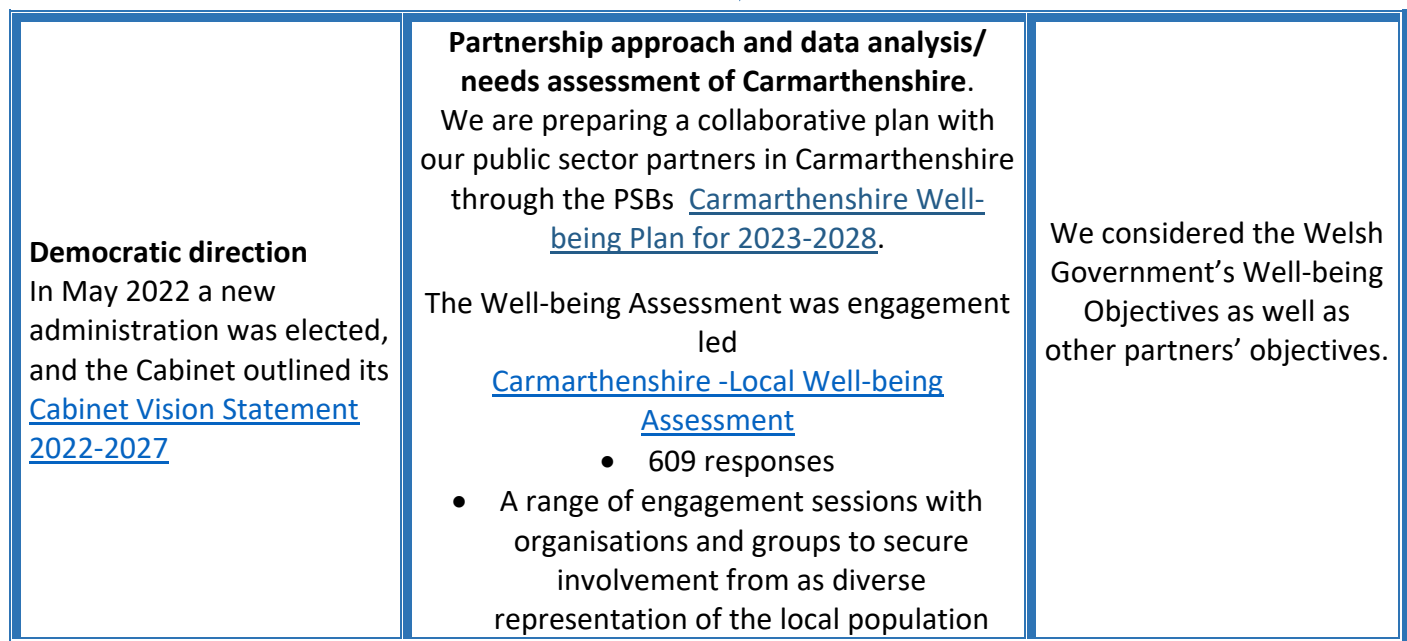 Democratic direction
In May 2022 a new
administration was elected,
and the Cabinet outlined its
Cabinet Vision Statement
2022-2027
Partnership approach and data analysis/
needs assessment of Carmarthenshire.
We are preparing a collaborative plan with
our public sector partners in Carmarthenshire
through the PSBs Carmarthenshire Well-
being Plan for 2023-2028.
The Well-being Assessment was engagement
led
Carmarthenshire -Local Well-being
Assessment
• 609 responses
• A range of engagement sessions with
organisations and groups to secure
involvement from as diverse
representation of the local population
We considered the Welsh
Government’s Well-being
Objectives as well as
other partners’ objectives.